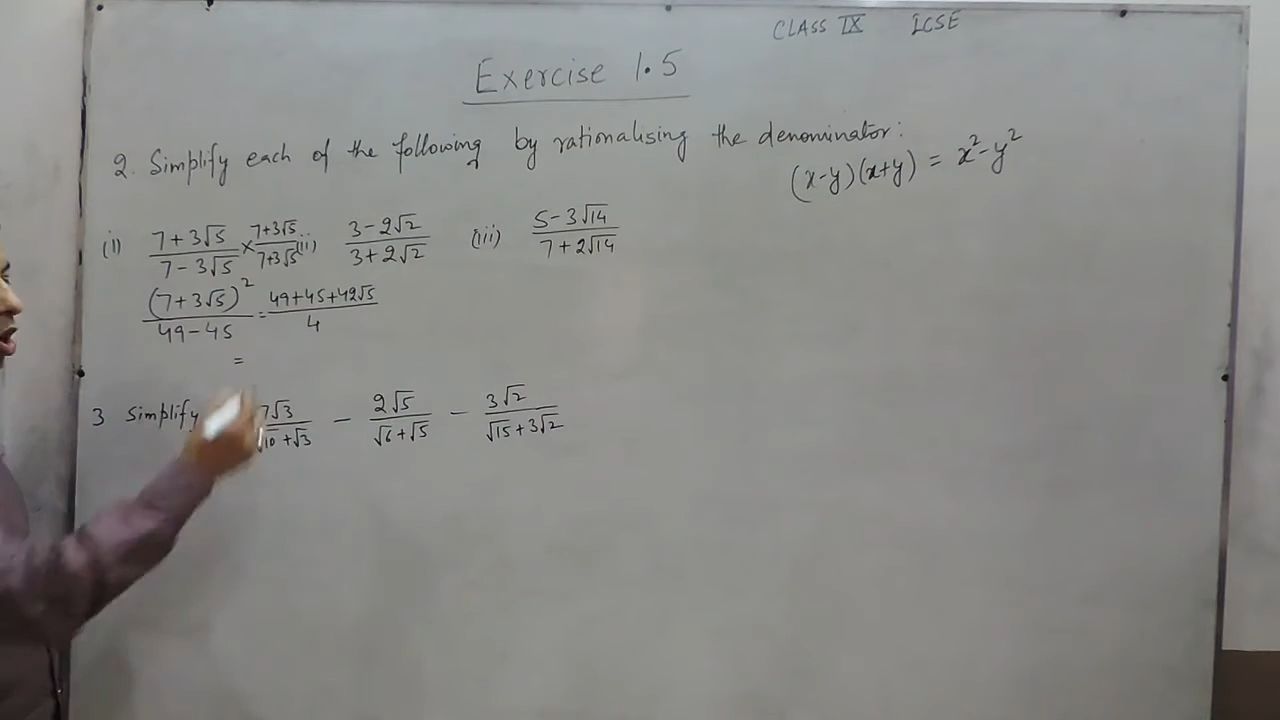 CLASS IX ICSE
Exercise 1.5
2. Simplify each of the following by rationalising the denominator:
(x-y)(x+y) = x²-y²
(i) (7+3√5)/(7-3√5) × (7+3√5)/(7+3√5) (ii) (3-2√2)/(3+2√2) (iii) (5-3√14)/(7+2√14)
(7+3√5)²/(49-45) = (49+45+42√5)/4
=
3 Simplify 7√3/(√10+√3) - 2√5/(√6+√5) - 3√2/(√15+3√2)